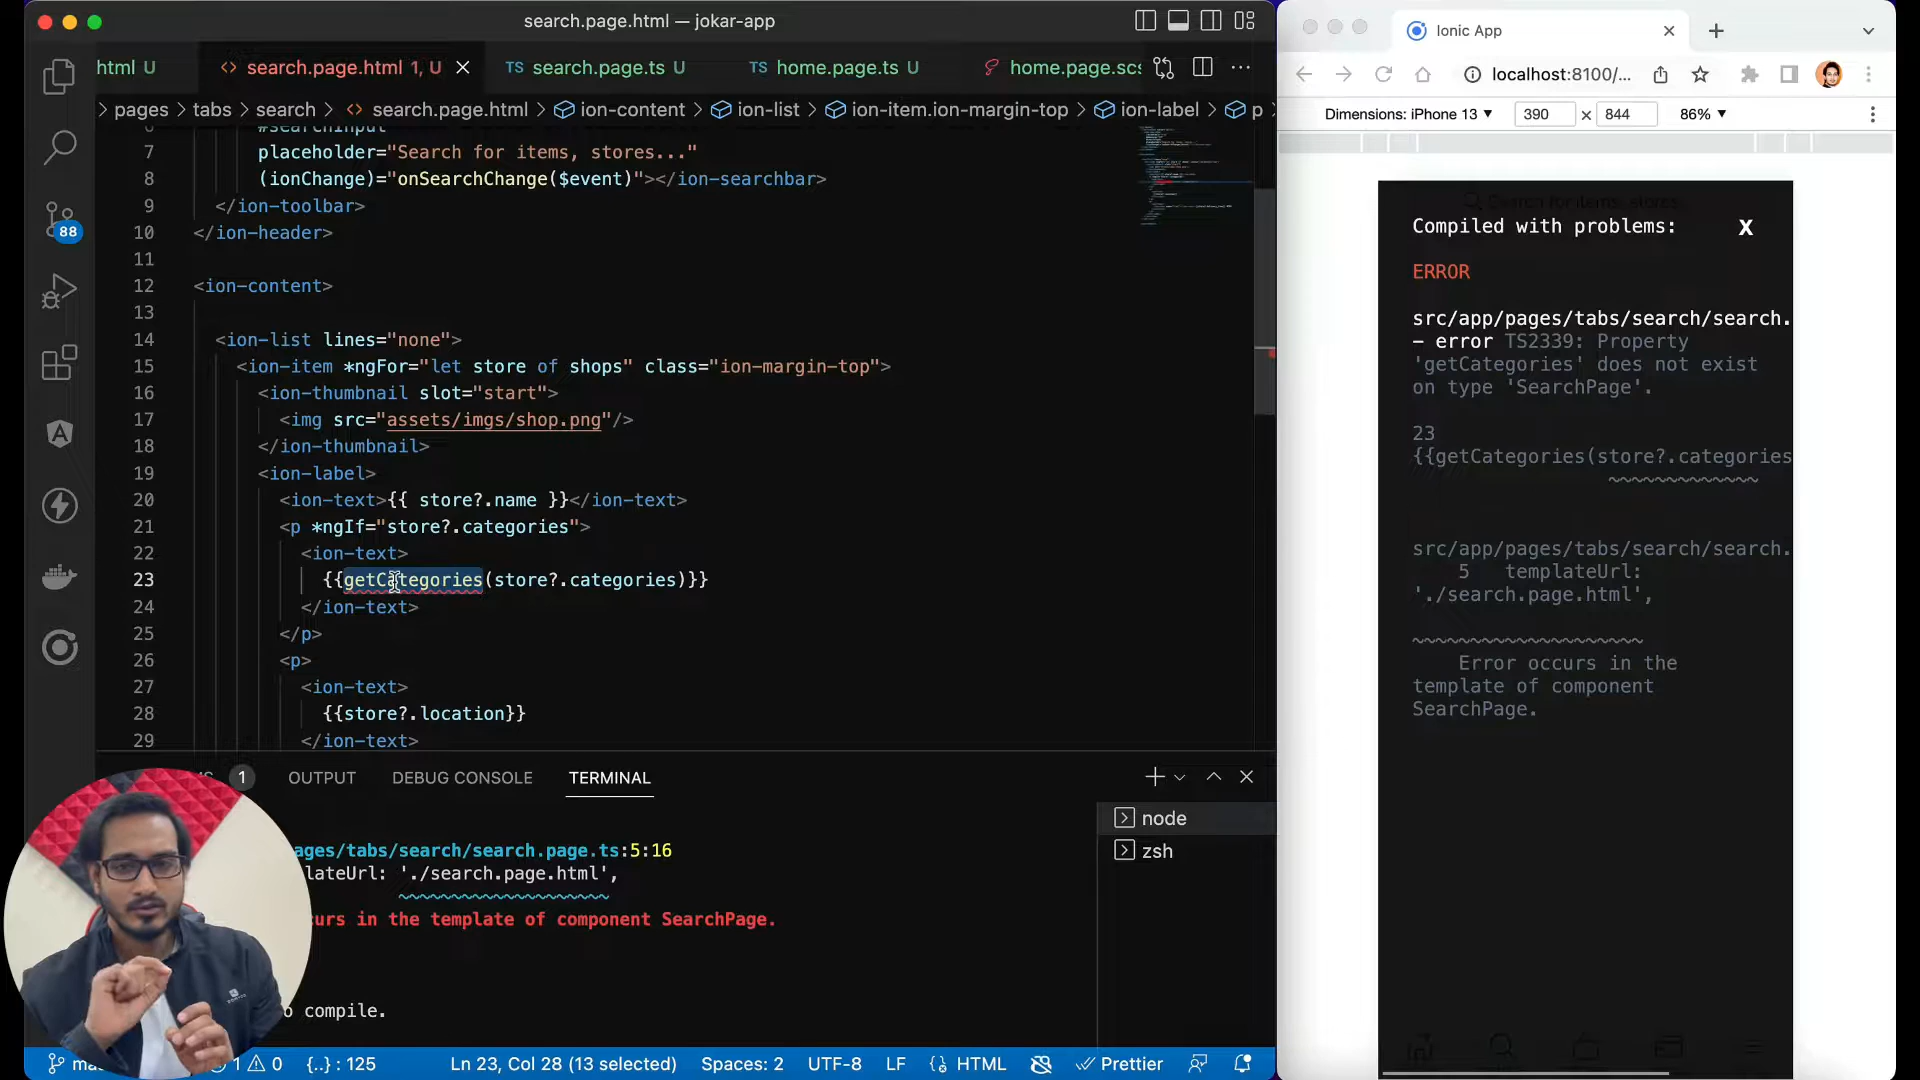 search.page.html — jokar-app
html U
search.page.html 1, U
TS search.page.ts U
TS home.page.ts U
home.page.scs
pages > tabs > search > search.page.html > ion-content > ion-list > ion-item.ion-margin-top > ion-label > p
6 #searchInput
7 placeholder="Search for items, stores..."
8 (ionChange)="onSearchChange($event)"></ion-searchbar>
9 </ion-toolbar>
10 </ion-header>
11
12 <ion-content>
13
14 <ion-list lines="none">
15 <ion-item *ngFor="let store of shops" class="ion-margin-top">
16 <ion-thumbnail slot="start">
17 <img src="assets/imgs/shop.png"/>
18 </ion-thumbnail>
19 <ion-label>
20 <ion-text>{{ store?.name }}</ion-text>
21 <p *ngIf="store?.categories">
22 <ion-text>
23 {{getCategories(store?.categories)}}
24 </ion-text>
25 </p>
26 <p>
27 <ion-text>
28 {{store?.location}}
29 </ion-text>
88
1 OUTPUT DEBUG CONSOLE TERMINAL
ages/tabs/search/search.page.ts:5:16
lateUrl: './search.page.html',
urs in the template of component SearchPage.
o compile.
node
zsh
1 0 {..} : 125 Ln 23, Col 28 (13 selected) Spaces: 2 UTF-8 LF HTML Prettier
Ionic App
localhost:8100/...
Dimensions: iPhone 13 390 × 844 86%
Search for items, stores...
Compiled with problems: X
ERROR
src/app/pages/tabs/search/search.
- error TS2339: Property
'getCategories' does not exist
on type 'SearchPage'.
23
{{getCategories(store?.categories
~~~~~~~~~~~~~
src/app/pages/tabs/search/search.
5 templateUrl:
'./search.page.html',
~~~~~~~~~~~~~~~~~~~~
Error occurs in the
template of component
SearchPage.